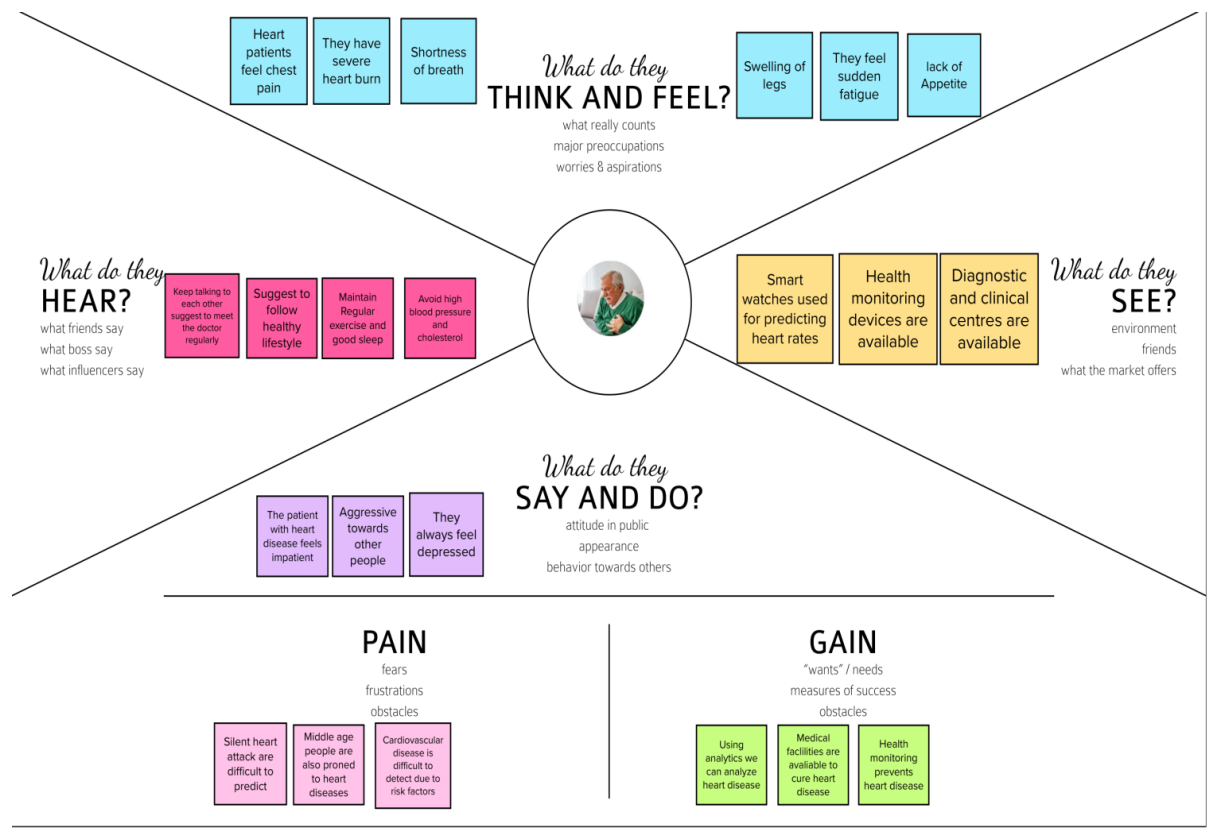 Heart
patients
feel chest
pain
They have
severe
heart burn
Shortness
of breath
What do they
THINK AND FEEL?
what really counts
major preoccupations
worries & aspirations
Swelling of
legs
They feel
sudden
fatigue
lack of
Appetite
What do they
HEAR?
what friends say
what boss say
what influencers say
Keep talking to
each other
suggest to meet
the doctor
regularly
Suggest to
follow
healthy
lifestyle
Maintain
Regular
exercise and
good sleep
Avoid high
blood pressure
and
cholesterol
Smart
watches used
for predicting
heart rates
Health
monitoring
devices are
available
Diagnostic
and clinical
centres are
available
What do they
SEE?
environment
friends
what the market offers
What do they
SAY AND DO?
attitude in public
appearance
behavior towards others
The patient
with heart
disease feels
impatient
Aggressive
towards
other
people
They
always feel
depressed
PAIN
fears
frustrations
obstacles
Silent heart
attack are
difficult to
predict
Middle age
people are
also proned
to heart
diseases
Cardiovascular
disease is
difficult to
detect due to
risk factors
GAIN
"wants" / needs
measures of success
obstacles
Using
analytics we
can analyze
heart disease
Medical
faclilities are
avaliable to
cure heart
disease
Health
monitoring
prevents
heart disease